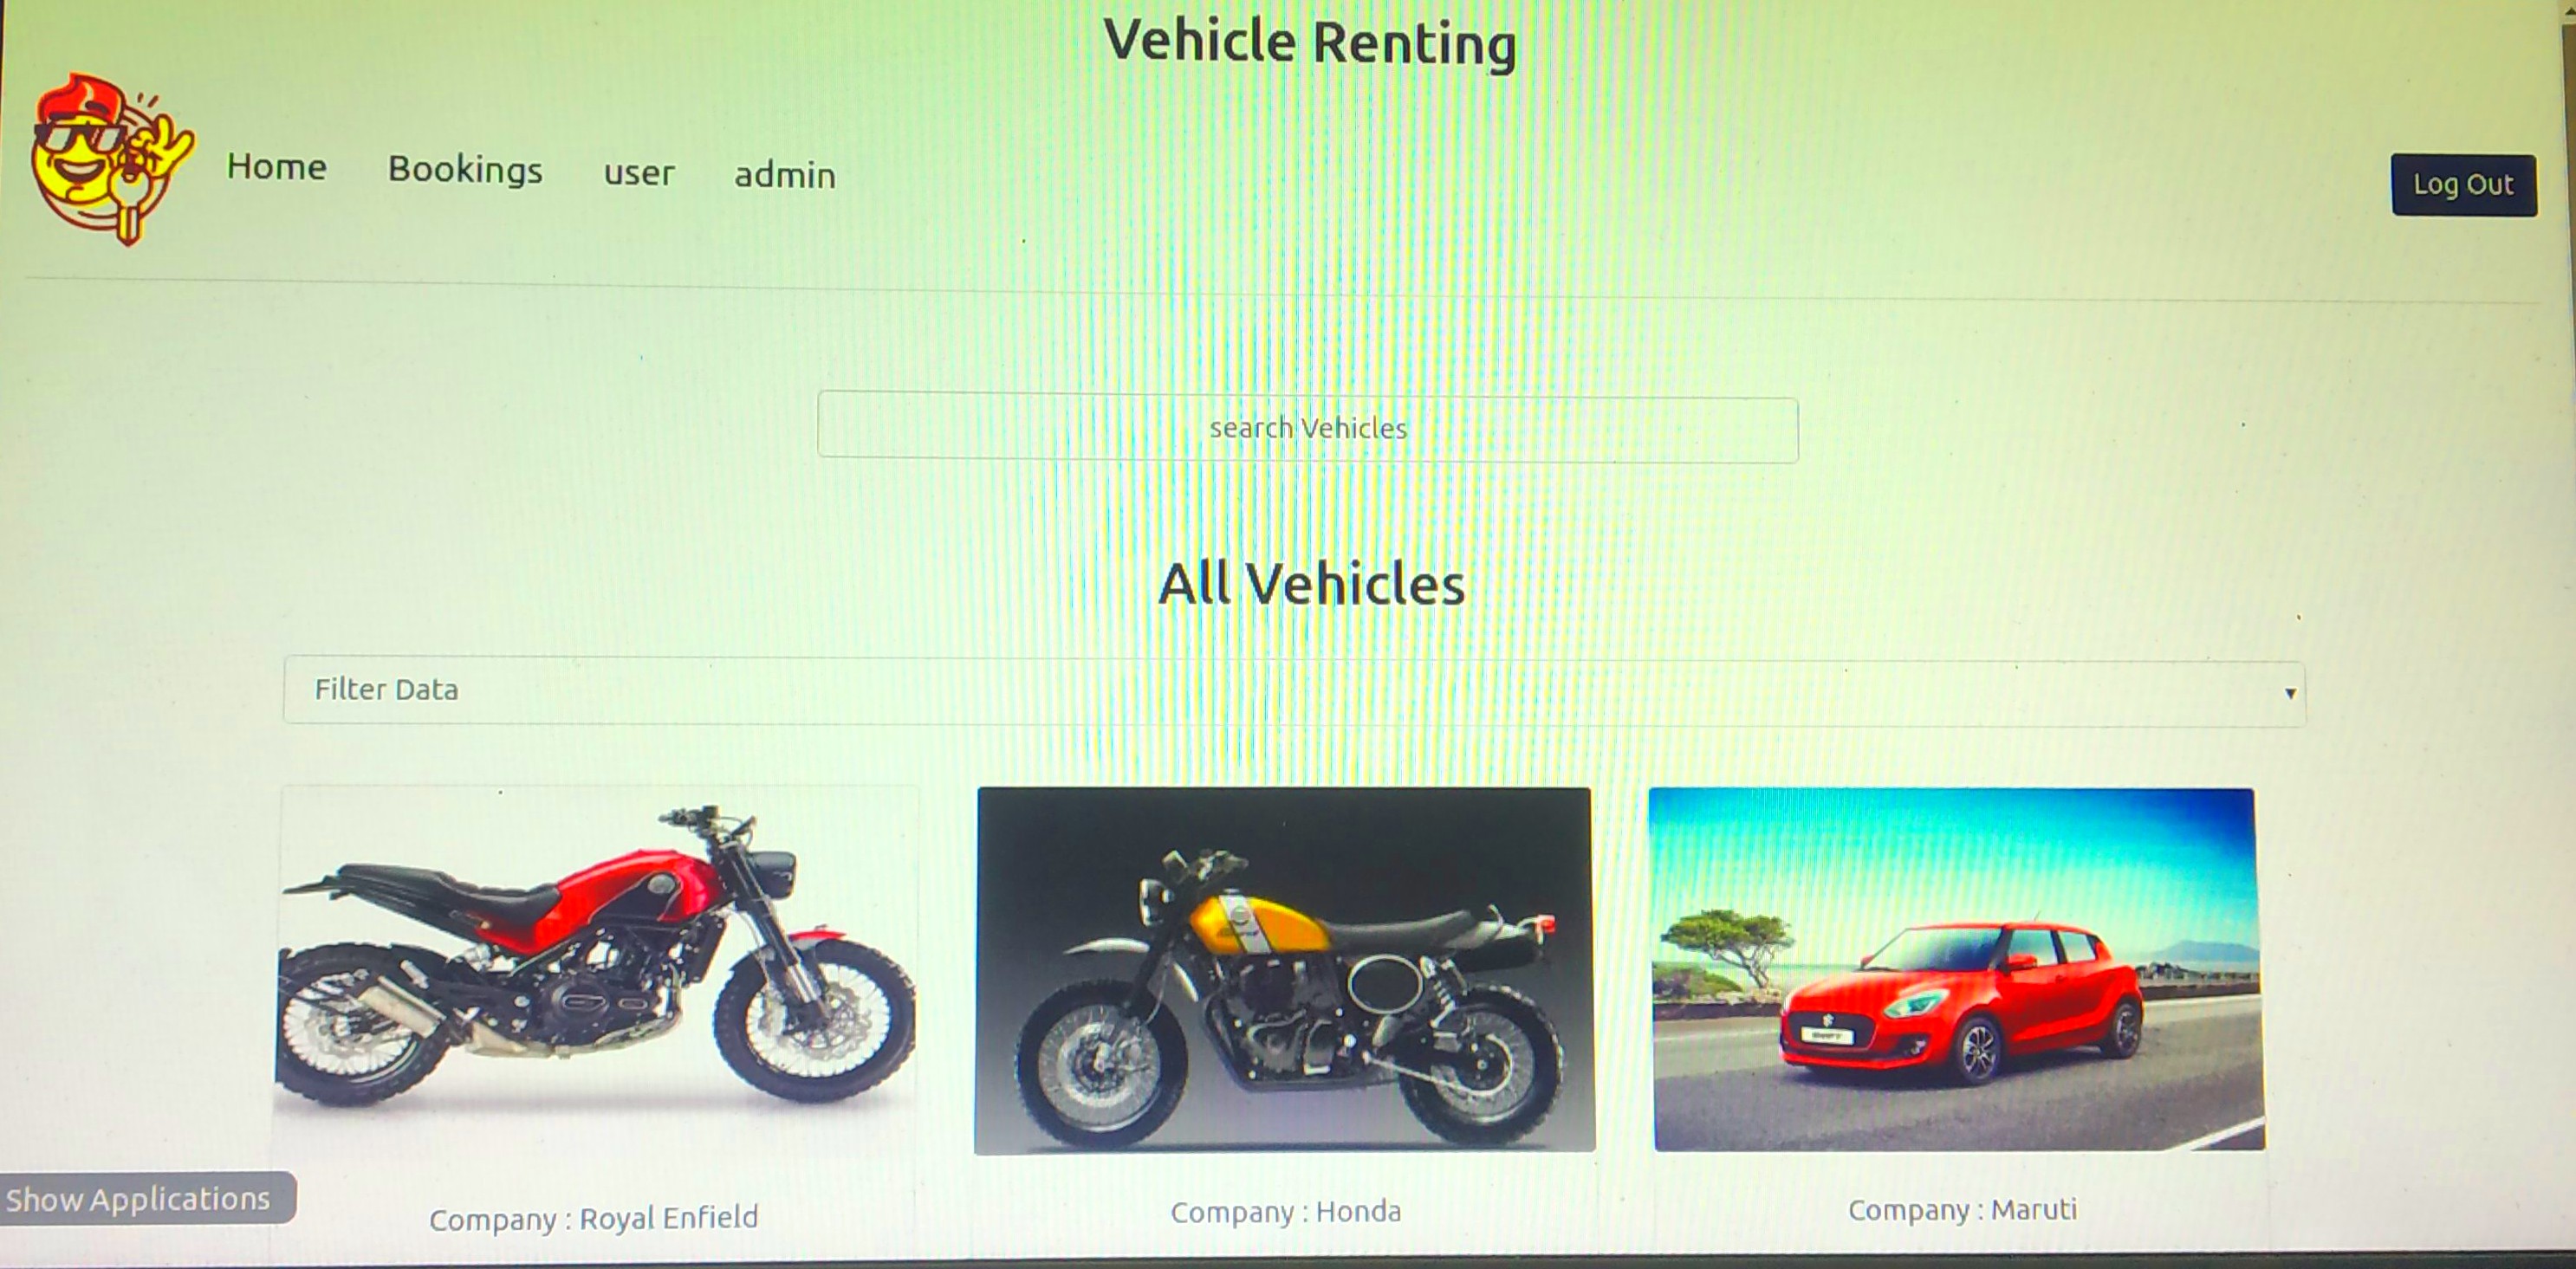 Vehicle Renting
Home Bookings user admin
Log Out
search Vehicles
All Vehicles
Filter Data
Show Applications
Company : Royal Enfield
Company : Honda
Company : Maruti